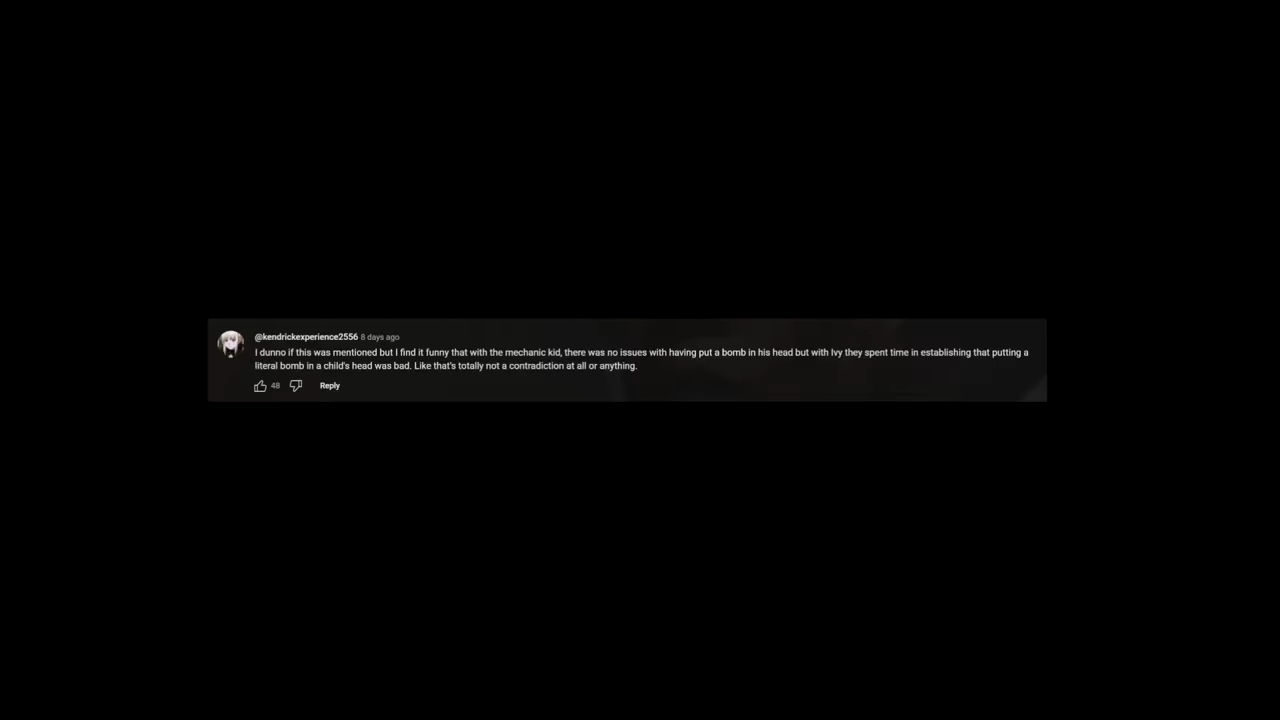 @kendrickexperience2556 8 days ago
I dunno if this was mentioned but I find it funny that with the mechanic kid, there was no issues with having put a bomb in his head but with Ivy they spent time in establishing that putting a
literal bomb in a child's head was bad. Like that's totally not a contradiction at all or anything.
48 Reply